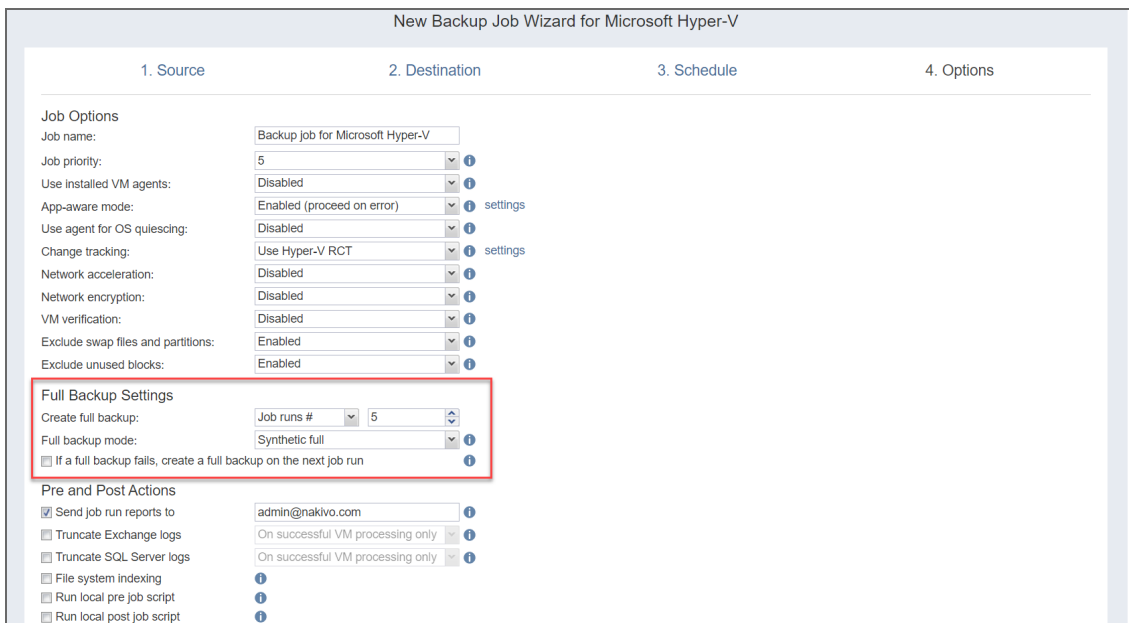 New Backup Job Wizard for Microsoft Hyper-V
1. Source 2. Destination 3. Schedule 4. Options
Job Options
Job name: Backup job for Microsoft Hyper-V
Job priority: 5
Use installed VM agents: Disabled
App-aware mode: Enabled (proceed on error) settings
Use agent for OS quiescing: Disabled
Change tracking: Use Hyper-V RCT settings
Network acceleration: Disabled
Network encryption: Disabled
VM verification: Disabled
Exclude swap files and partitions: Enabled
Exclude unused blocks: Enabled
Full Backup Settings
Create full backup: Job runs # 5
Full backup mode: Synthetic full
If a full backup fails, create a full backup on the next job run
Pre and Post Actions
Send job run reports to admin@nakivo.com
Truncate Exchange logs On successful VM processing only
Truncate SQL Server logs On successful VM processing only
File system indexing
Run local pre job script
Run local post job script